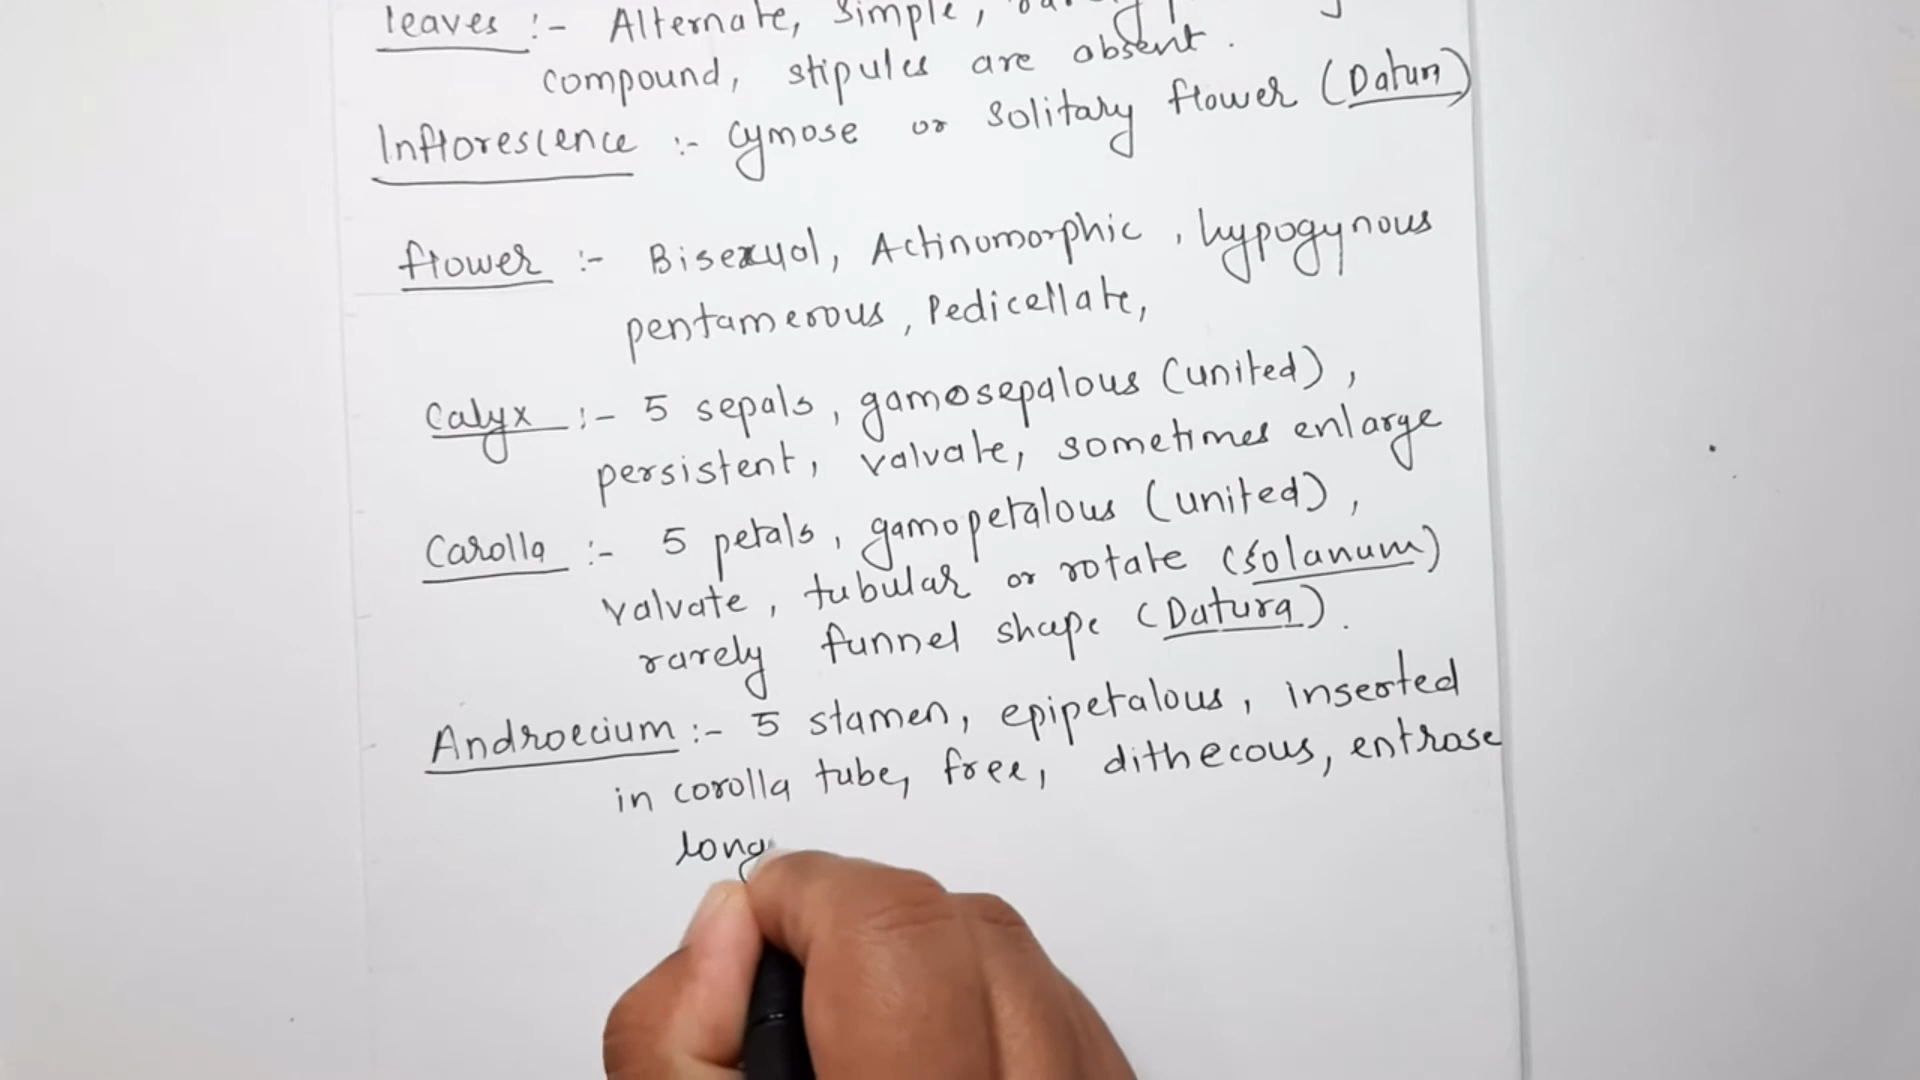 leaves :- Alternate, Simple,
compound, stipules are absent.
Inflorescence :- Cymose or Solitary flower (Datura)
flower :- Bisexual, Actinomorphic, hypogynous
pentamerous, Pedicellate,
Calyx :- 5 sepals, gamosepalous (united),
persistent, valvate, sometimes enlarge
Carolla :- 5 petals, gamopetalous (united),
valvate, tubular or rotate (Solanum)
rarely funnel shape (Datura).
Androecium :- 5 stamen, epipetalous, inserted
in corolla tube, free, dithecous, entrose
long